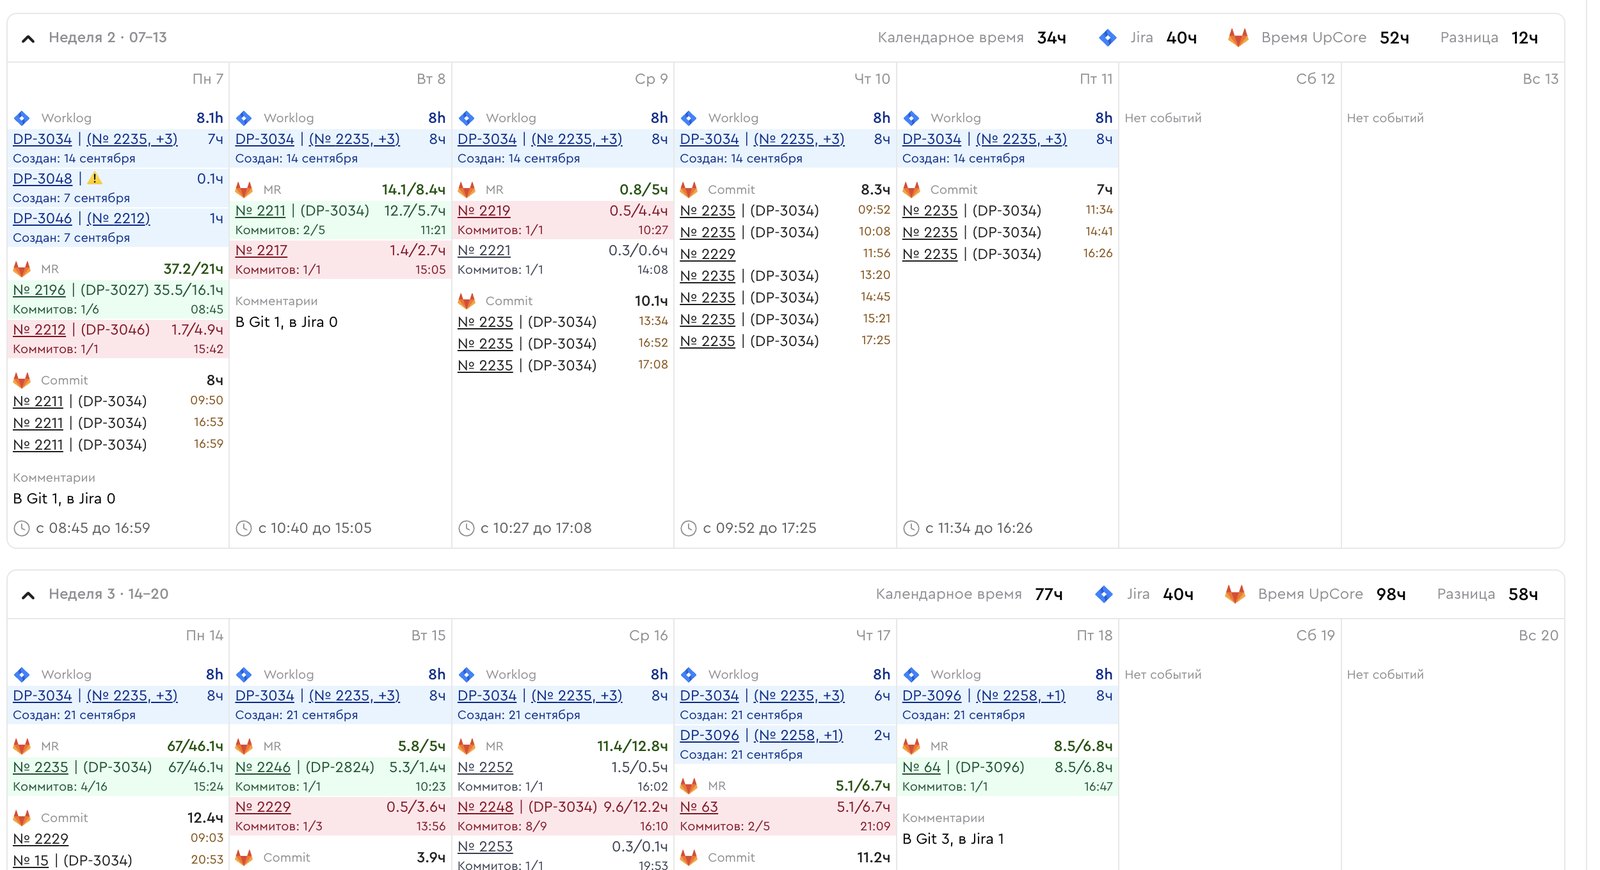 Неделя 2 · 07–13
Календарное время 34ч Jira 40ч Время UpCore 52ч Разница 12ч
Пн 7
Worklog 8.1h
DP-3034 | (№ 2235, +3) 7ч
Создан: 14 сентября
DP-3048 | 0.1ч
Создан: 7 сентября
DP-3046 | (№ 2212) 1ч
Создан: 7 сентября
MR 37.2/21ч
№ 2196 | (DP-3027) 35.5/16.1ч
Коммитов: 1/6 08:45
№ 2212 | (DP-3046) 1.7/4.9ч
Коммитов: 1/1 15:42
Commit 8ч
№ 2211 | (DP-3034) 09:50
№ 2211 | (DP-3034) 16:53
№ 2211 | (DP-3034) 16:59
Комментарии
В Git 1, в Jira 0
с 08:45 до 16:59
Вт 8
Worklog 8h
DP-3034 | (№ 2235, +3) 8ч
Создан: 14 сентября
MR 14.1/8.4ч
№ 2211 | (DP-3034) 12.7/5.7ч
Коммитов: 2/5 11:21
№ 2217 1.4/2.7ч
Коммитов: 1/1 15:05
Комментарии
В Git 1, в Jira 0
с 10:40 до 15:05
Ср 9
Worklog 8h
DP-3034 | (№ 2235, +3) 8ч
Создан: 14 сентября
MR 0.8/5ч
№ 2219 0.5/4.4ч
Коммитов: 1/1 10:27
№ 2221 0.3/0.6ч
Коммитов: 1/1 14:08
Commit 10.1ч
№ 2235 | (DP-3034) 13:34
№ 2235 | (DP-3034) 16:52
№ 2235 | (DP-3034) 17:08
с 10:27 до 17:08
Чт 10
Worklog 8h
DP-3034 | (№ 2235, +3) 8ч
Создан: 14 сентября
Commit 8.3ч
№ 2235 | (DP-3034) 09:52
№ 2235 | (DP-3034) 10:08
№ 2229 11:56
№ 2235 | (DP-3034) 13:20
№ 2235 | (DP-3034) 14:45
№ 2235 | (DP-3034) 15:21
№ 2235 | (DP-3034) 17:25
с 09:52 до 17:25
Пт 11
Worklog 8h
DP-3034 | (№ 2235, +3) 8ч
Создан: 14 сентября
Commit 7ч
№ 2235 | (DP-3034) 11:34
№ 2235 | (DP-3034) 14:41
№ 2235 | (DP-3034) 16:26
с 11:34 до 16:26
Сб 12
Нет событий
Вс 13
Нет событий
Неделя 3 · 14–20
Календарное время 77ч Jira 40ч Время UpCore 98ч Разница 58ч
Пн 14
Worklog 8h
DP-3034 | (№ 2235, +3) 8ч
Создан: 21 сентября
MR 67/46.1ч
№ 2235 | (DP-3034) 67/46.1ч
Коммитов: 4/16 15:24
Commit 12.4ч
№ 2229 09:03
№ 15 | (DP-3034) 20:53
Вт 15
Worklog 8h
DP-3034 | (№ 2235, +3) 8ч
Создан: 21 сентября
MR 5.8/5ч
№ 2246 | (DP-2824) 5.3/1.4ч
Коммитов: 1/1 10:23
№ 2229 0.5/3.6ч
Коммитов: 1/3 13:56
Commit 3.9ч
Ср 16
Worklog 8h
DP-3034 | (№ 2235, +3) 8ч
Создан: 21 сентября
MR 11.4/12.8ч
№ 2252 1.5/0.5ч
Коммитов: 1/1 16:02
№ 2248 | (DP-3034) 9.6/12.2ч
Коммитов: 8/9 16:10
№ 2253 0.3/0.1ч
Коммитов: 1/1 19:53
Чт 17
Worklog 8h
DP-3034 | (№ 2235, +3) 6ч
Создан: 21 сентября
DP-3096 | (№ 2258, +1) 2ч
Создан: 21 сентября
MR 5.1/6.7ч
№ 63 5.1/6.7ч
Коммитов: 2/5 21:09
Commit 11.2ч
Пт 18
Worklog 8h
DP-3096 | (№ 2258, +1) 8ч
Создан: 21 сентября
MR 8.5/6.8ч
№ 64 | (DP-3096) 8.5/6.8ч
Коммитов: 1/1 16:47
Комментарии
В Git 3, в Jira 1
Сб 19
Нет событий
Вс 20
Нет событий